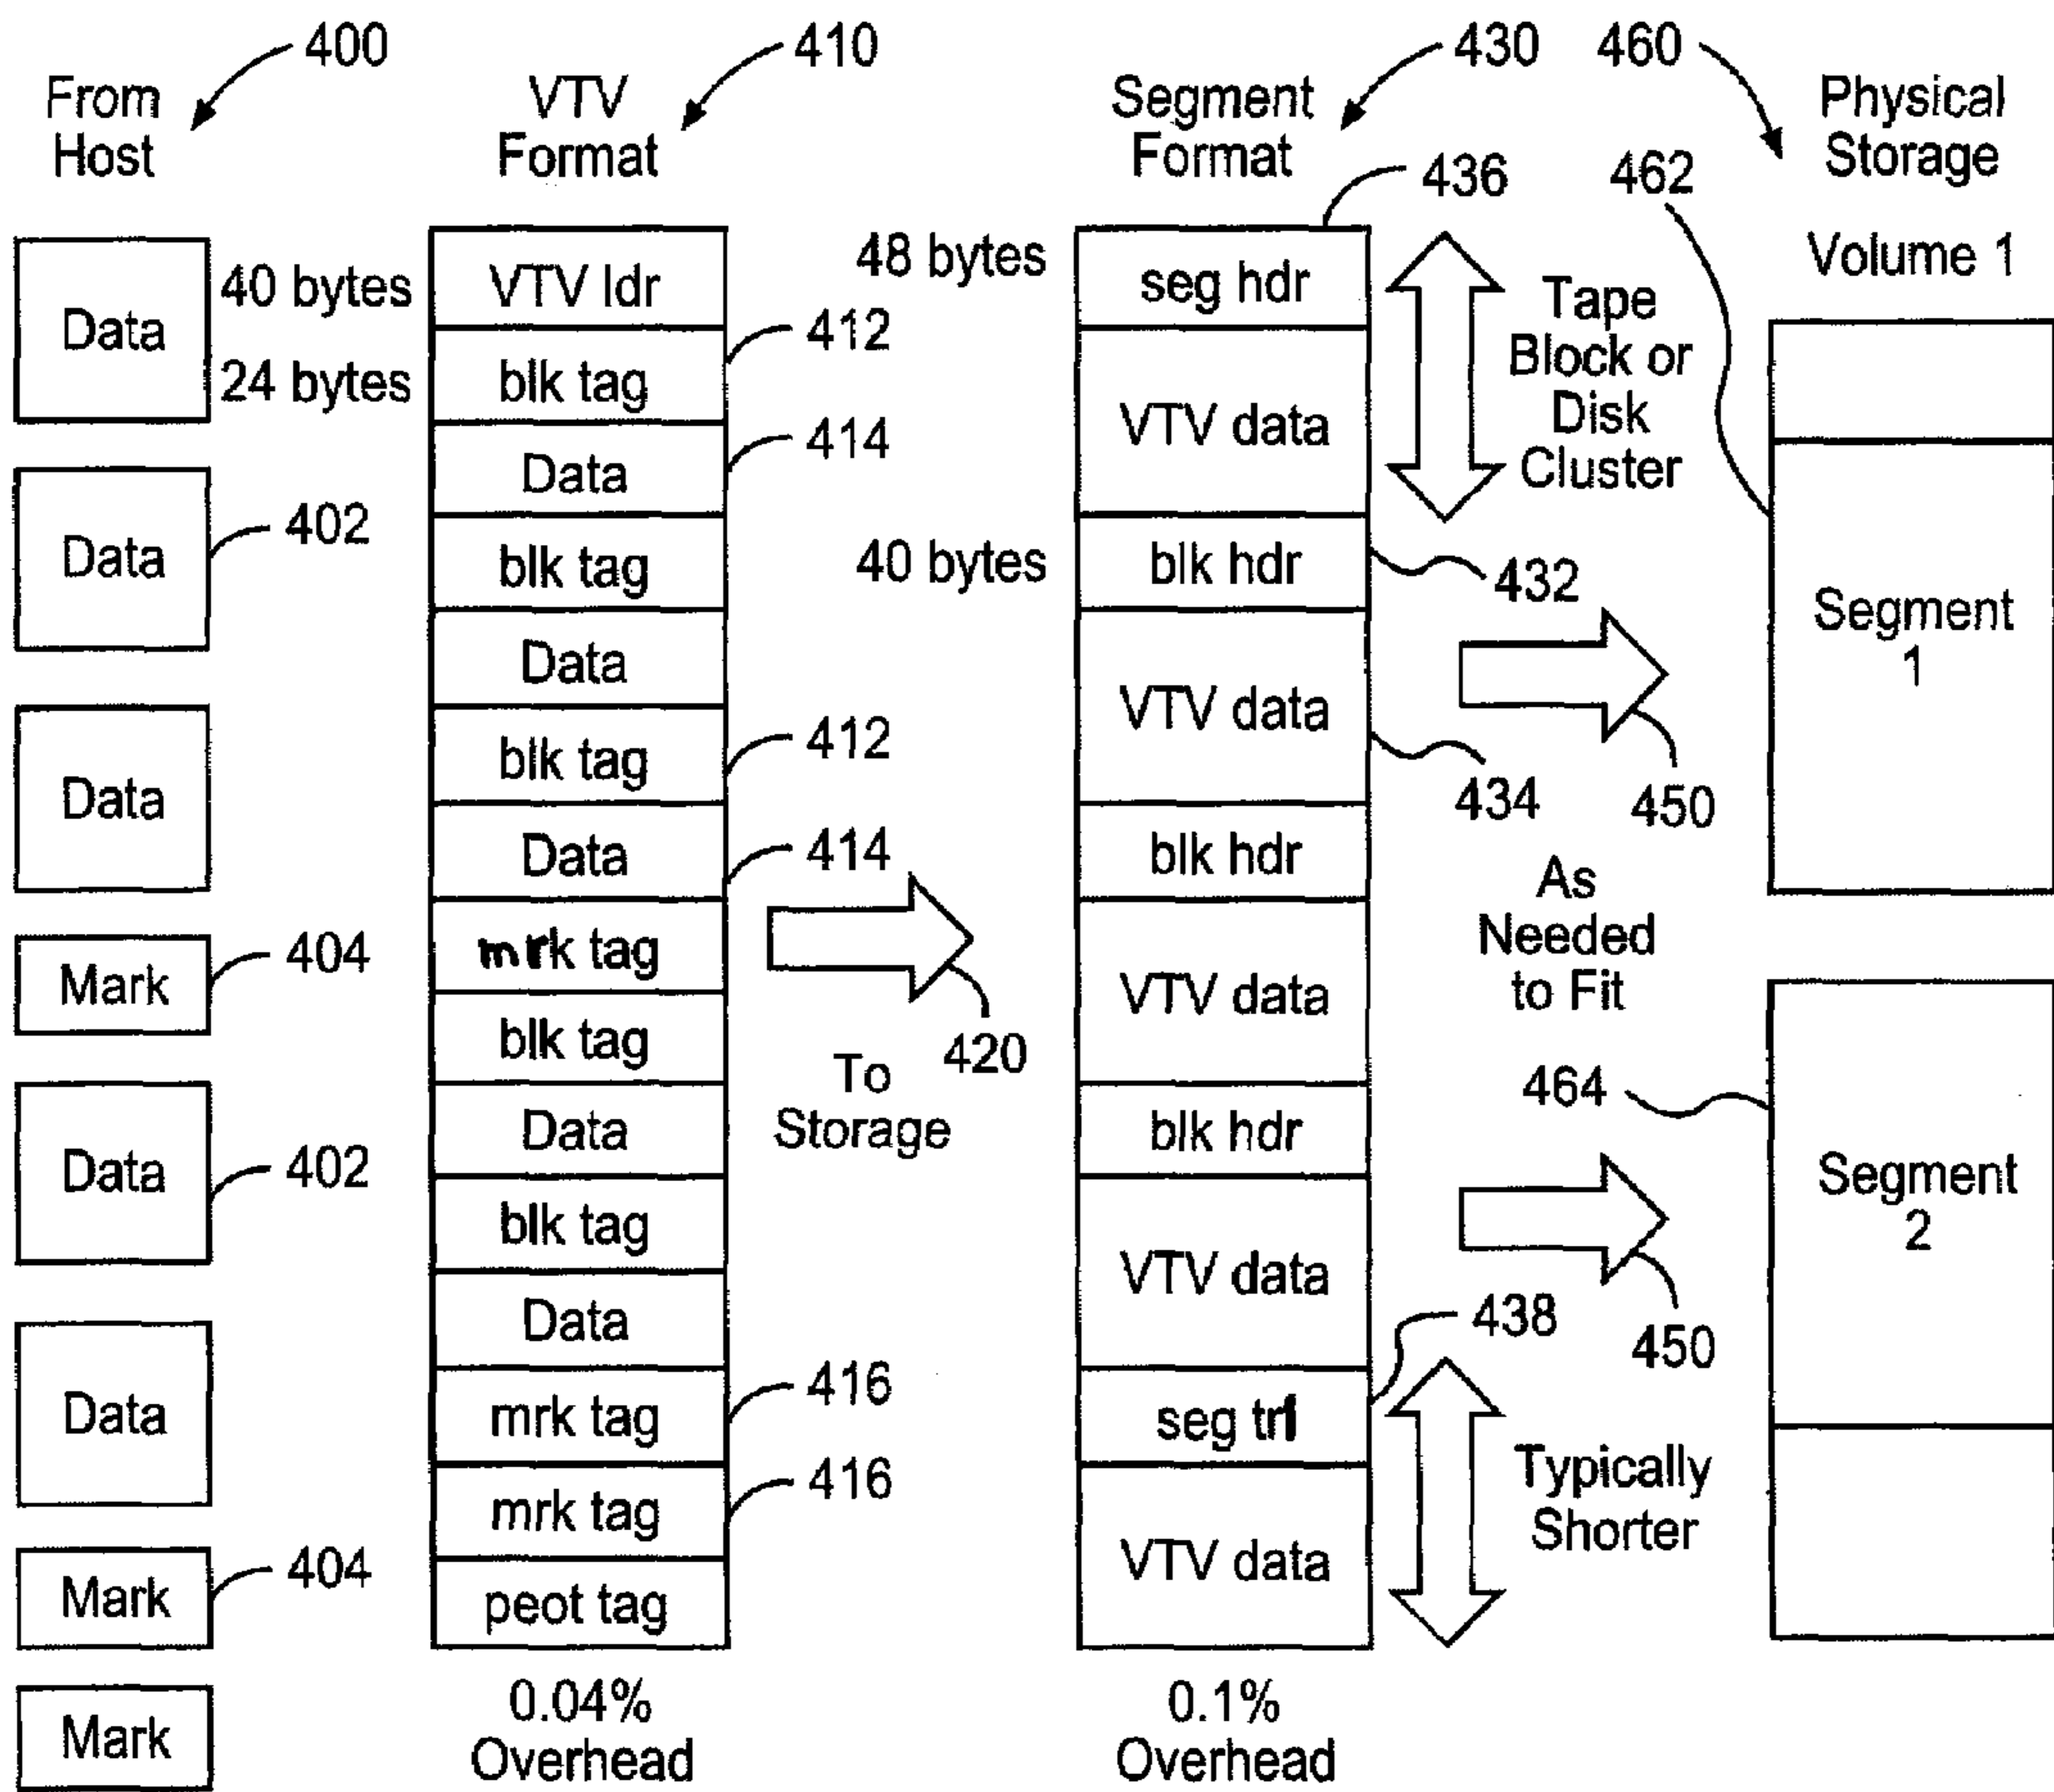 400
From
Host
Data
Data
402
Data
Mark
404
Data
402
Data
Mark
404
Mark
410
VTV
Format
40 bytes
24 bytes
VTV ldr
blk tag
412
Data
414
blk tag
Data
blk tag
412
Data
414
mrk tag
blk tag
Data
blk tag
Data
mrk tag
416
mrk tag
416
peot tag
0.04%
Overhead
420
To
Storage
430
Segment
Format
436
48 bytes
seg hdr
VTV data
40 bytes
blk hdr
432
VTV data
434
blk hdr
VTV data
blk hdr
VTV data
438
seg trl
VTV data
0.1%
Overhead
Tape
Block or
Disk
Cluster
450
As
Needed
to Fit
450
Typically
Shorter
460
Physical
Storage
462
Volume 1
Segment
1
464
Segment
2